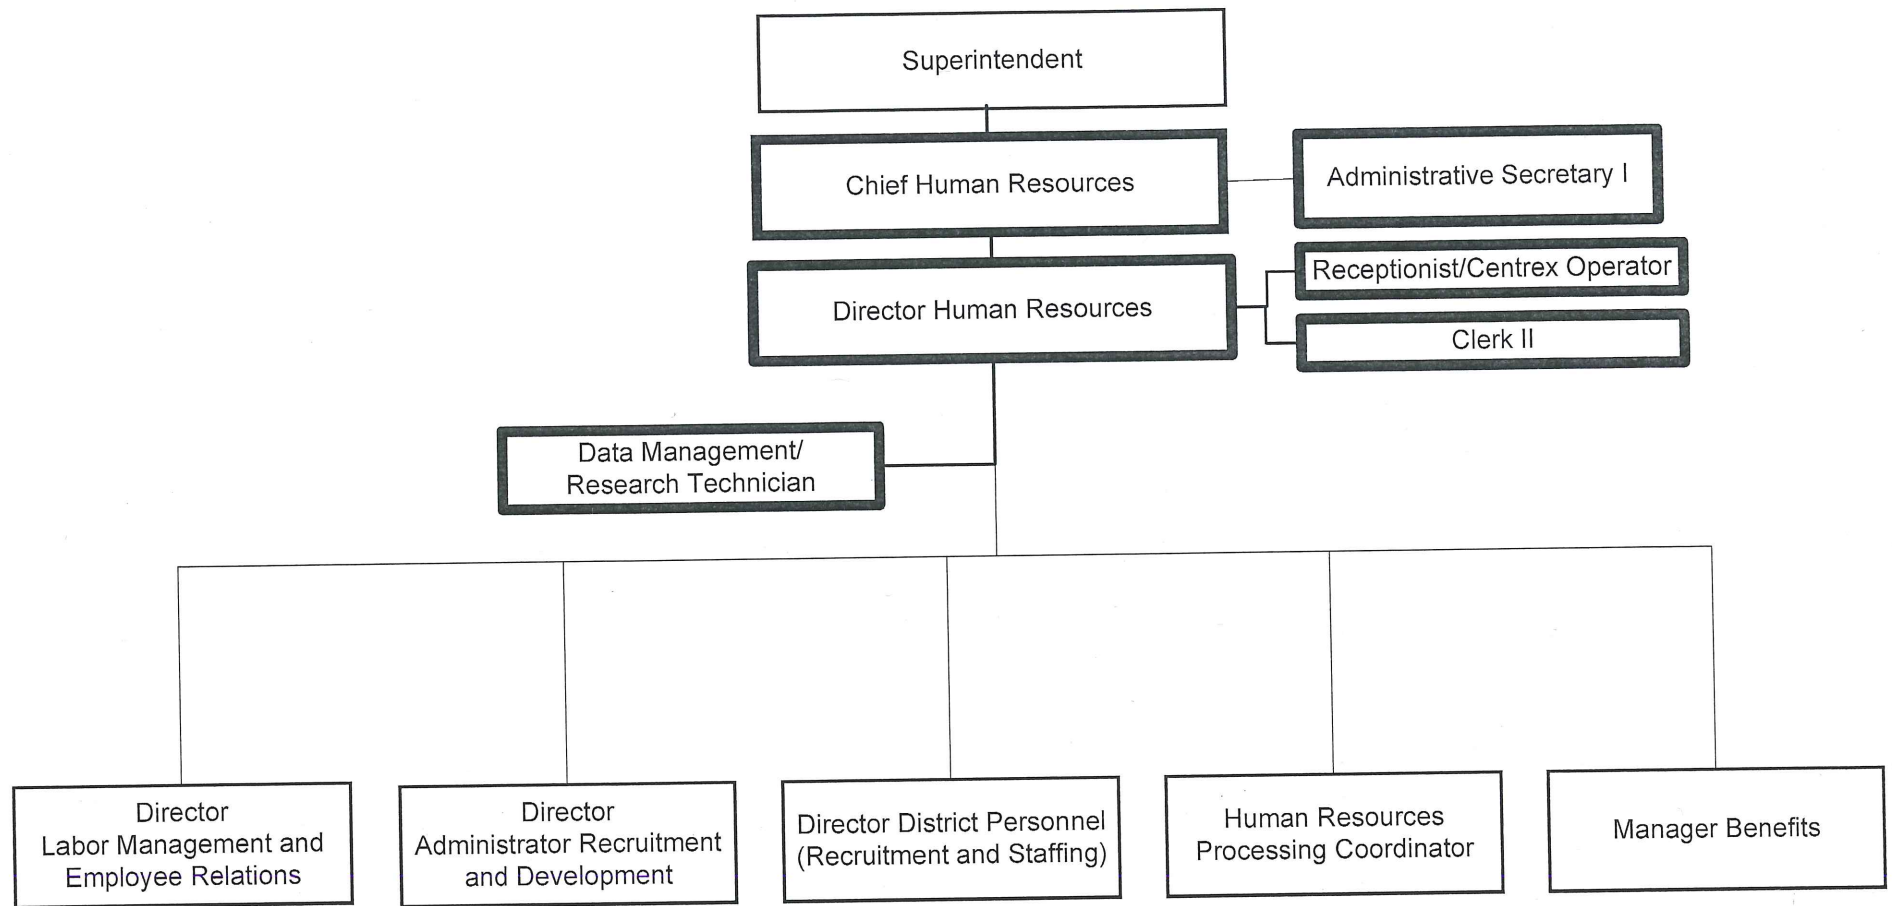 Superintendent
Chief Human Resources
Administrative Secretary I
Director Human Resources
Receptionist/Centrex Operator
Clerk II
Data Management/
Research Technician
Director
Labor Management and
Employee Relations
Director
Administrator Recruitment
and Development
Director District Personnel
(Recruitment and Staffing)
Human Resources
Processing Coordinator
Manager Benefits